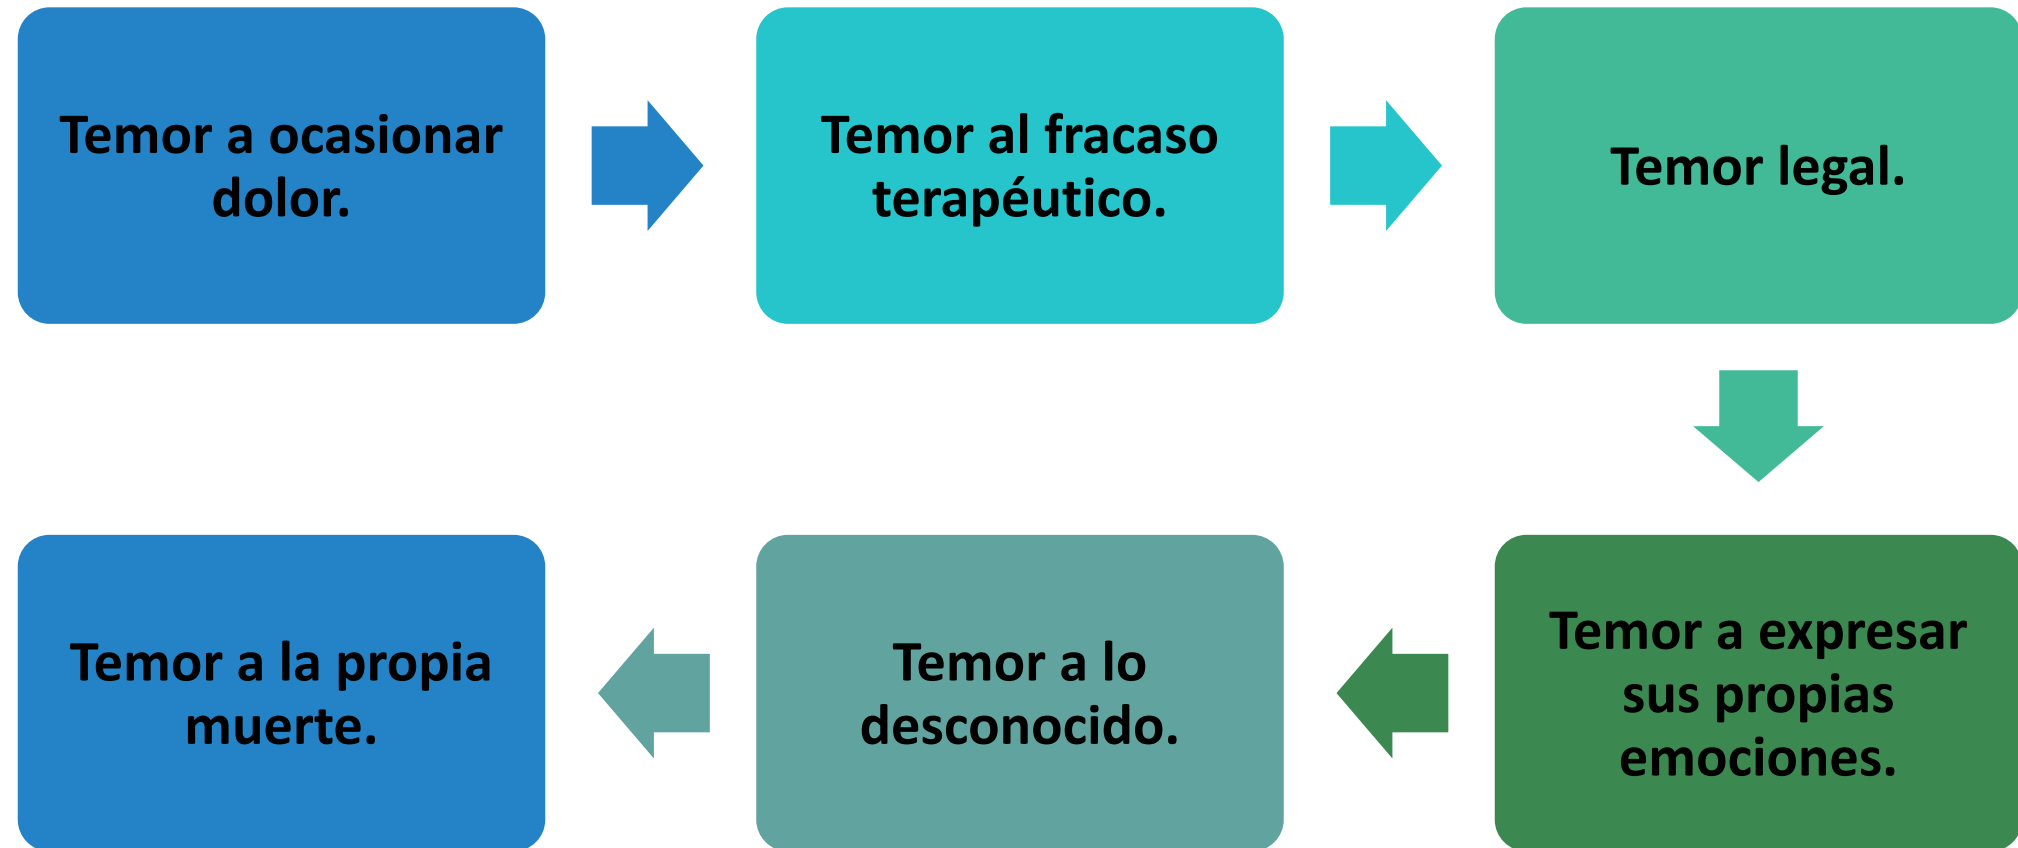 Temor a ocasionar
dolor.
Temor al fracaso
terapéutico.
Temor legal.
Temor a expresar
sus propias
emociones.
Temor a lo
desconocido.
Temor a la propia
muerte.